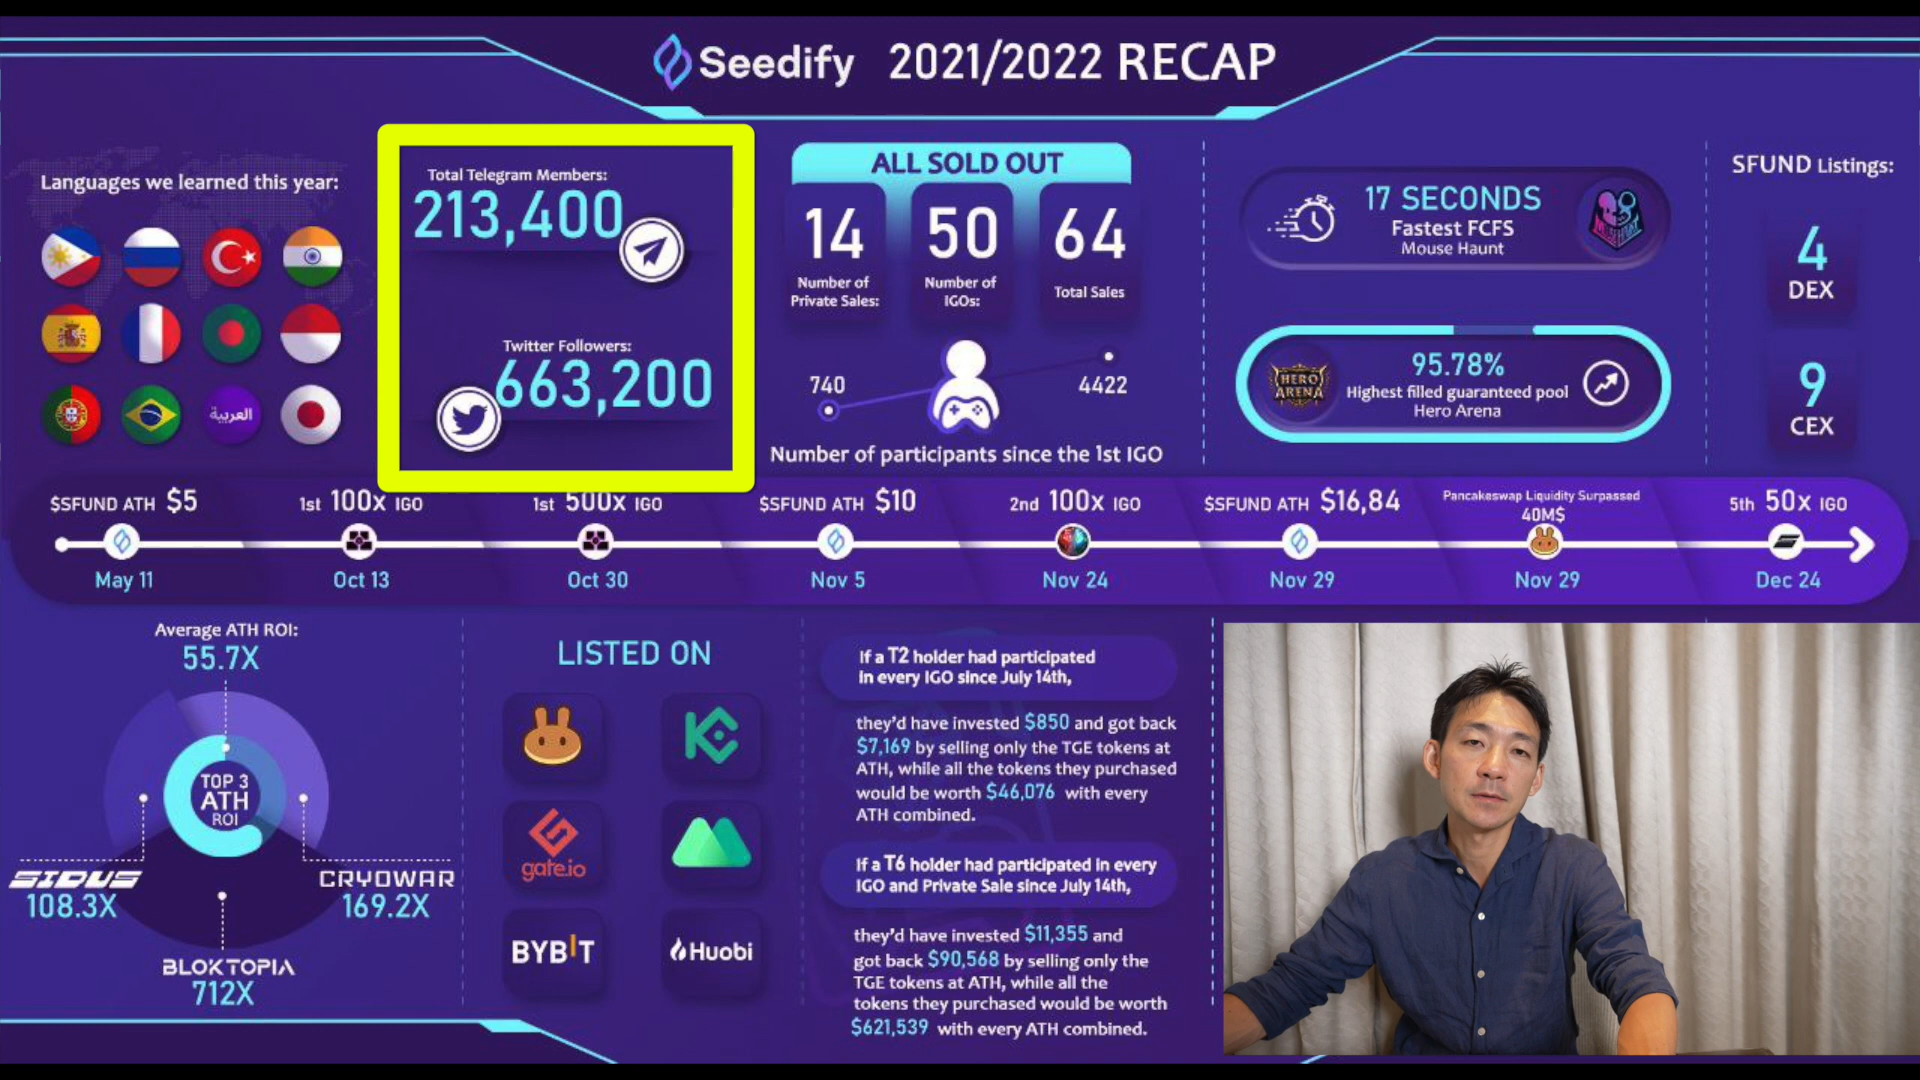 Seedify 2021/2022 RECAP
Languages we learned this year:
العربية
Total Telegram Members:
213,400
Twitter Followers:
663,200
ALL SOLD OUT
14
Number of
Private Sales:
50
Number of
IGOs:
64
Total Sales
740
4422
Number of participants since the 1st IGO
17 SECONDS
Fastest FCFS
Mouse Haunt
MOUSE HAUNT
HERO
ARENA
95.78%
Highest filled guaranteed pool
Hero Arena
SFUND Listings:
4
DEX
9
CEX
$SFUND ATH $5
May 11
1st 100X IGO
Oct 13
1st 500X IGO
Oct 30
$SFUND ATH $10
Nov 5
2nd 100X IGO
Nov 24
$SFUND ATH $16,84
Nov 29
Pancakeswap Liquidity Surpassed
40M$
Nov 29
5th 50X IGO
Dec 24
Average ATH ROI:
55.7X
TOP 3
ATH
ROI
SIDUS
108.3X
CRYOWAR
169.2X
BLOKTOPIA
712X
LISTED ON
gate.io
BYBIT
Huobi
If a T2 holder had participated
in every IGO since July 14th,
they'd have invested $850 and got back
$7,169 by selling only the TGE tokens at
ATH, while all the tokens they purchased
would be worth $46,076 with every
ATH combined.
If a T6 holder had participated in every
IGO and Private Sale since July 14th,
they'd have invested $11,355 and
got back $90,568 by selling only the
TGE tokens at ATH, while all the
tokens they purchased would be worth
$621,539 with every ATH combined.